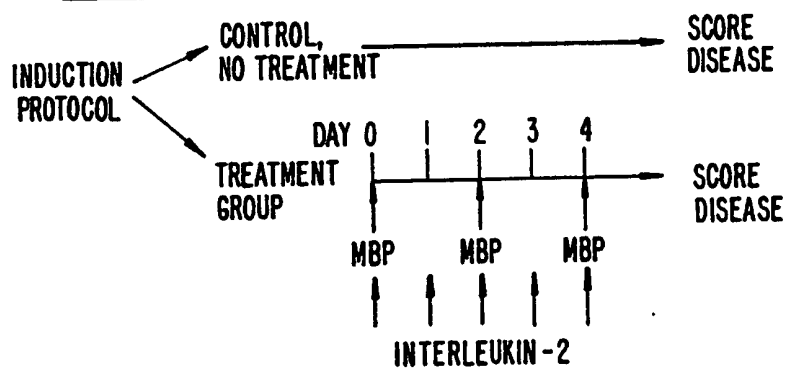 INDUCTION
PROTOCOL
CONTROL,
NO TREATMENT
SCORE
DISEASE
DAY 0 1 2 3 4
TREATMENT
GROUP
SCORE
DISEASE
MBP MBP MBP
INTERLEUKIN-2